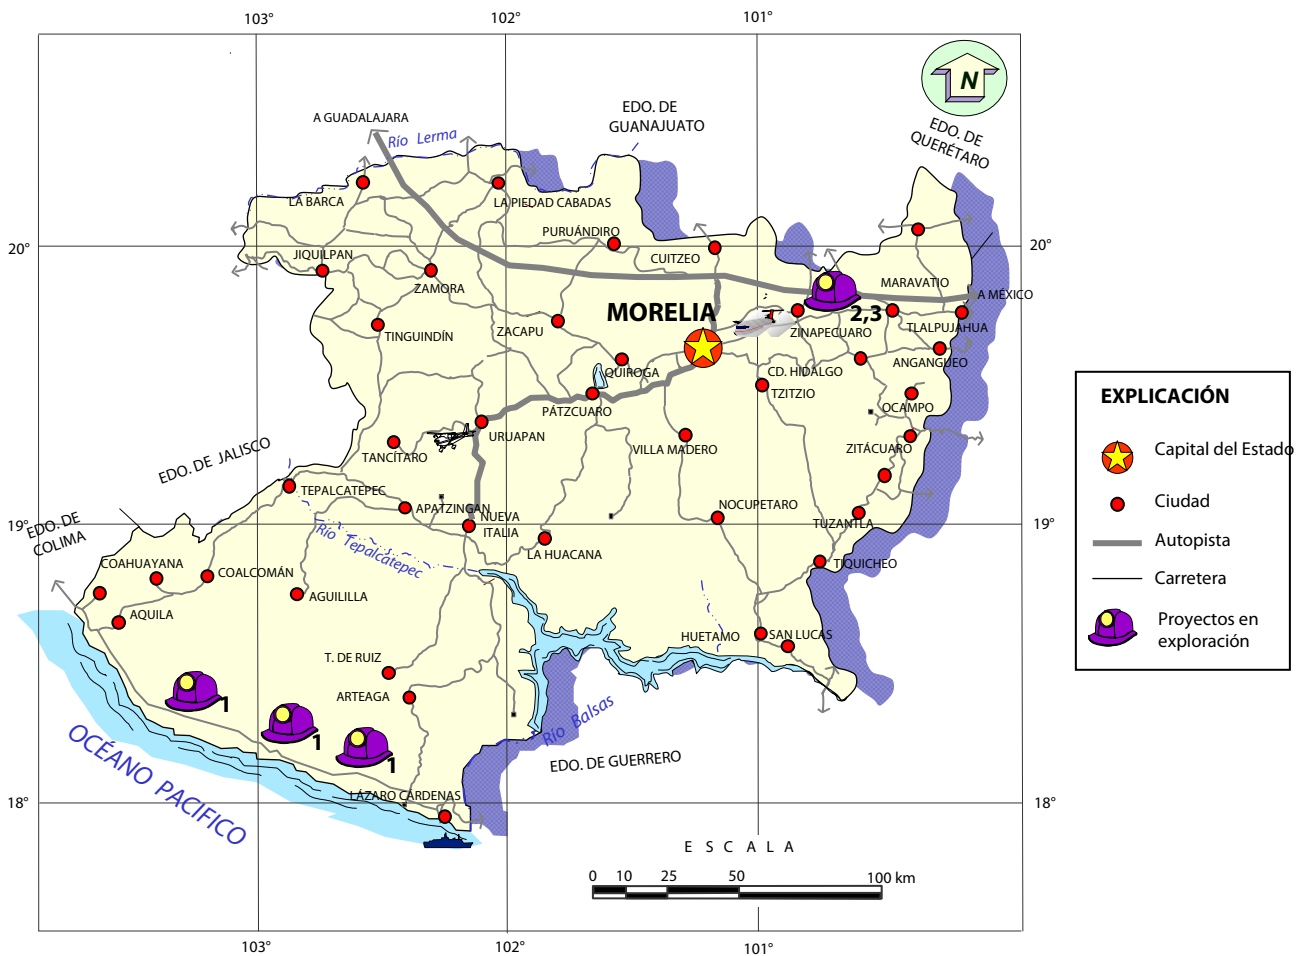 103°
102°
101°
N
EDO. DE
GUANAJUATO
A GUADALAJARA
Río Lerma
EDO. DE
QUERÉTARO
LA BARCA
LA PIEDAD CABADAS
PURUÁNDIRO
CUITZEO
20°
20°
JIQUILPAN
ZAMORA
MARAVATIO
A MÉXICO
MORELIA
2,3
TINGUINDÍN
ZACAPU
ZINAPECUARO
TLALPUJAHUA
ANGANGUEO
QUIROGA
CD. HIDALGO
TZITZIO
PÁTZCUARO
OCAMPO
URUAPAN
TANCÍTARO
VILLA MADERO
ZITÁCUARO
EDO. DE JALISCO
TEPALCATEPEC
APATZINGAN
NUEVA
ITALIA
NOCUPETARO
TUZANTLA
19°
19°
EDO. DE
COLIMA
Río Tepalcatepec
LA HUACANA
TIQUICHEO
COAHUAYANA
COALCOMÁN
AGUILILLA
AQUILA
HUETAMO
SAN LUCAS
T. DE RUIZ
ARTEAGA
1
1
1
Río Balsas
OCÉANO PACIFICO
EDO. DE GUERRERO
LÁZARO CÁRDENAS
18°
18°
ESCALA
0 10 25 50 100 km
103°
102°
101°
EXPLICACIÓN
Capital del Estado
Ciudad
Autopista
Carretera
Proyectos en
exploración